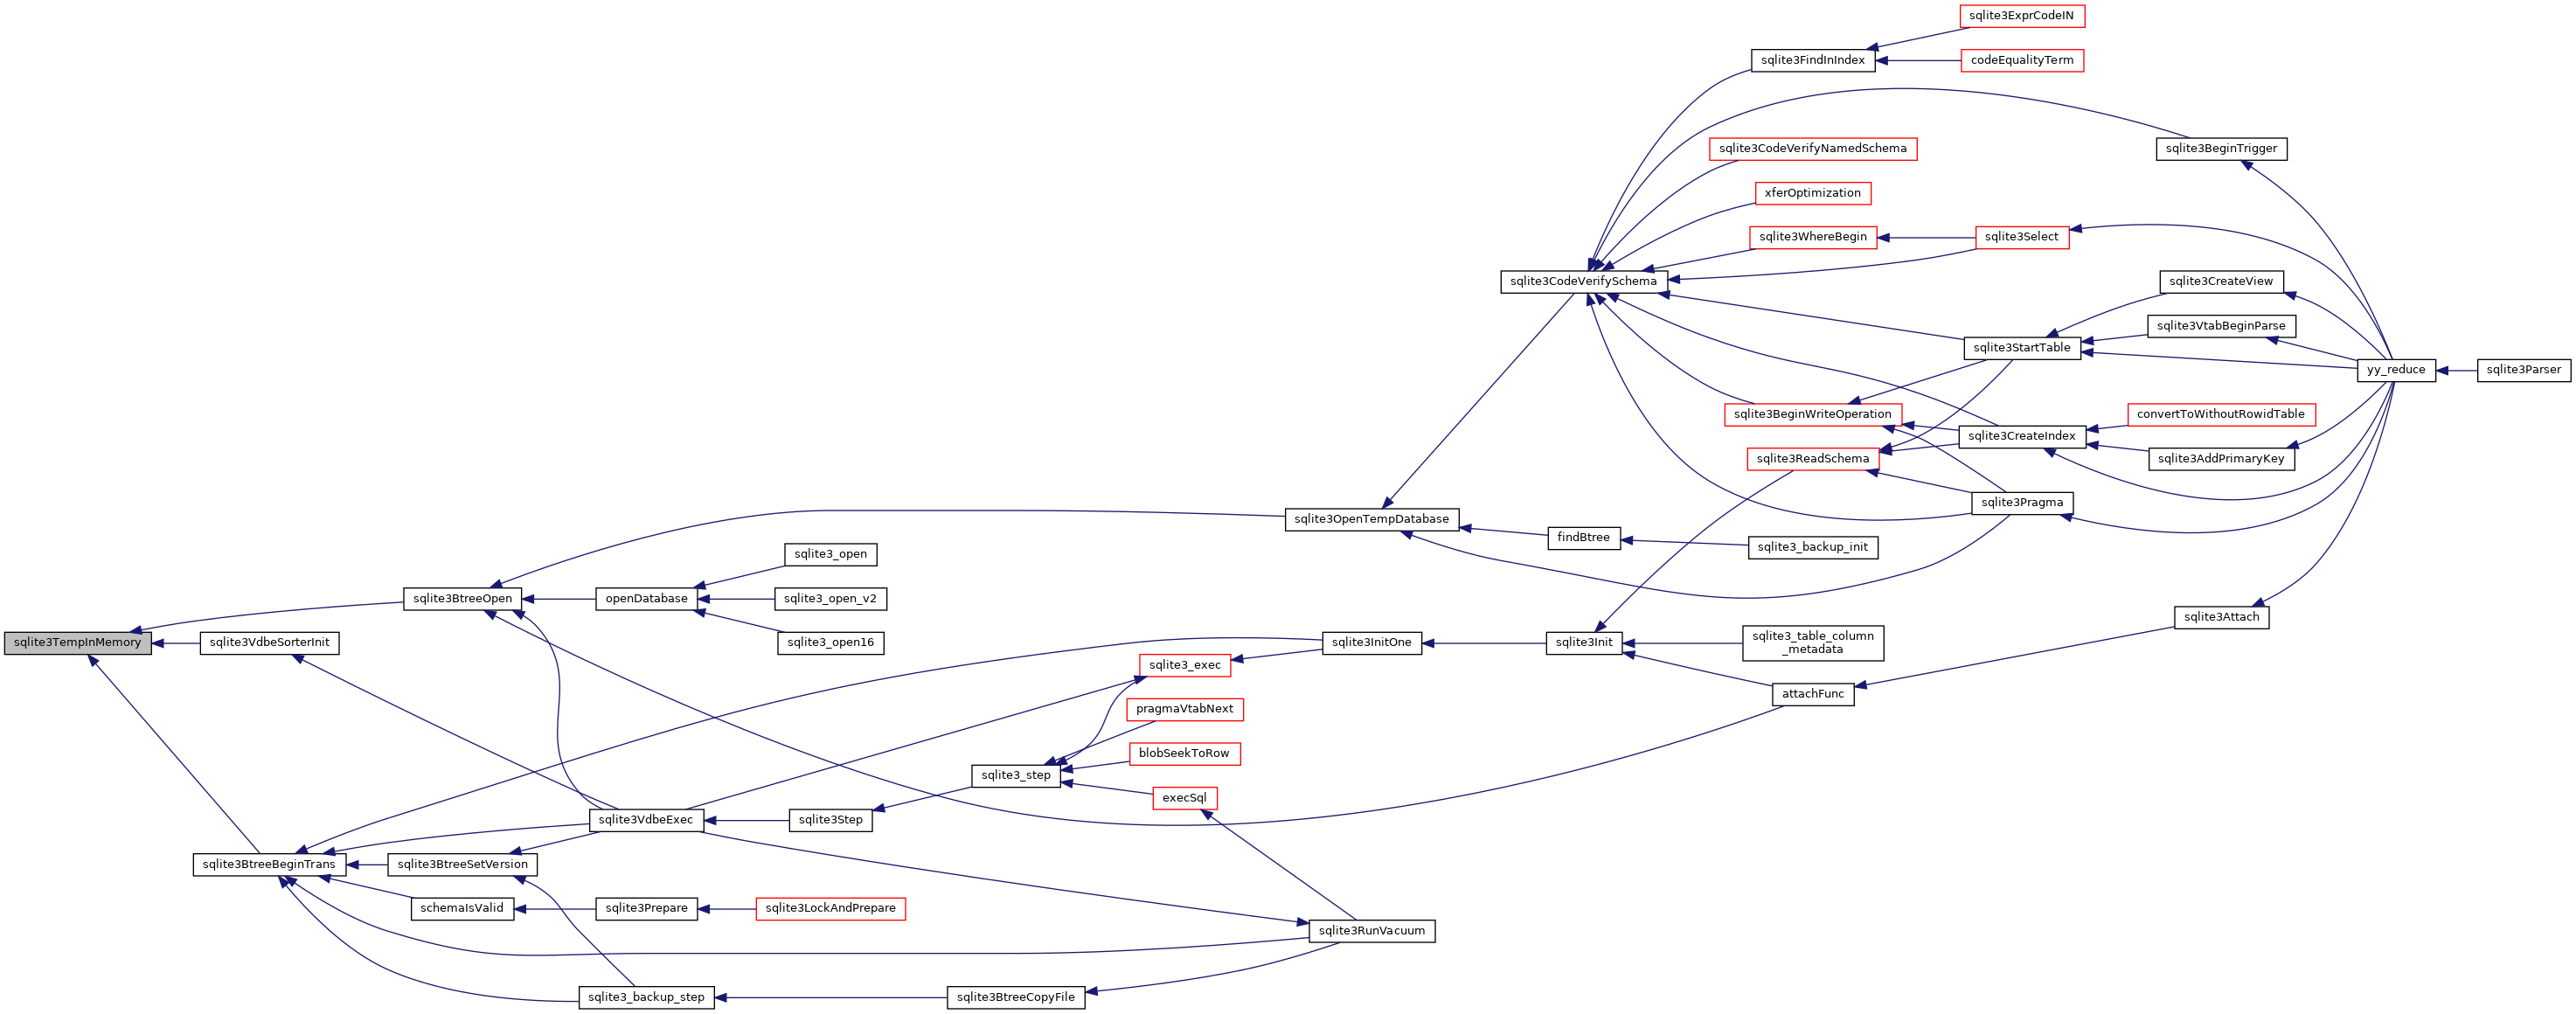 sqlite3ExprCodeIN
sqlite3FindInIndex
codeEqualityTerm
sqlite3CodeVerifyNamedSchema
sqlite3BeginTrigger
xferOptimization
sqlite3WhereBegin
sqlite3Select
sqlite3CodeVerifySchema
sqlite3CreateView
sqlite3VtabBeginParse
sqlite3StartTable
yy_reduce
sqlite3Parser
sqlite3BeginWriteOperation
convertToWithoutRowidTable
sqlite3CreateIndex
sqlite3ReadSchema
sqlite3AddPrimaryKey
sqlite3Pragma
sqlite3OpenTempDatabase
findBtree
sqlite3_backup_init
sqlite3_open
sqlite3BtreeOpen
openDatabase
sqlite3_open_v2
sqlite3Attach
sqlite3TempInMemory
sqlite3VdbeSorterInit
sqlite3_open16
sqlite3InitOne
sqlite3Init
sqlite3_table_column
_metadata
sqlite3_exec
attachFunc
pragmaVtabNext
blobSeekToRow
sqlite3_step
execSql
sqlite3VdbeExec
sqlite3Step
sqlite3BtreeBeginTrans
sqlite3BtreeSetVersion
schemaIsValid
sqlite3Prepare
sqlite3LockAndPrepare
sqlite3RunVacuum
sqlite3_backup_step
sqlite3BtreeCopyFile